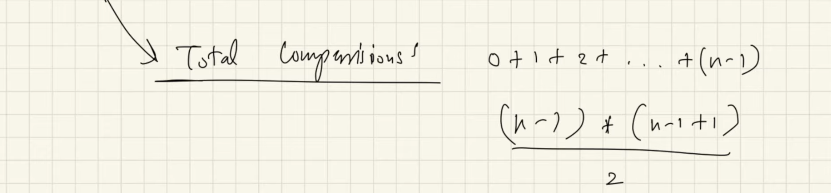 Total Comparisions: 0 + 1 + 2 + ... + (n-1)
(n-1) * (n-1+1)
2